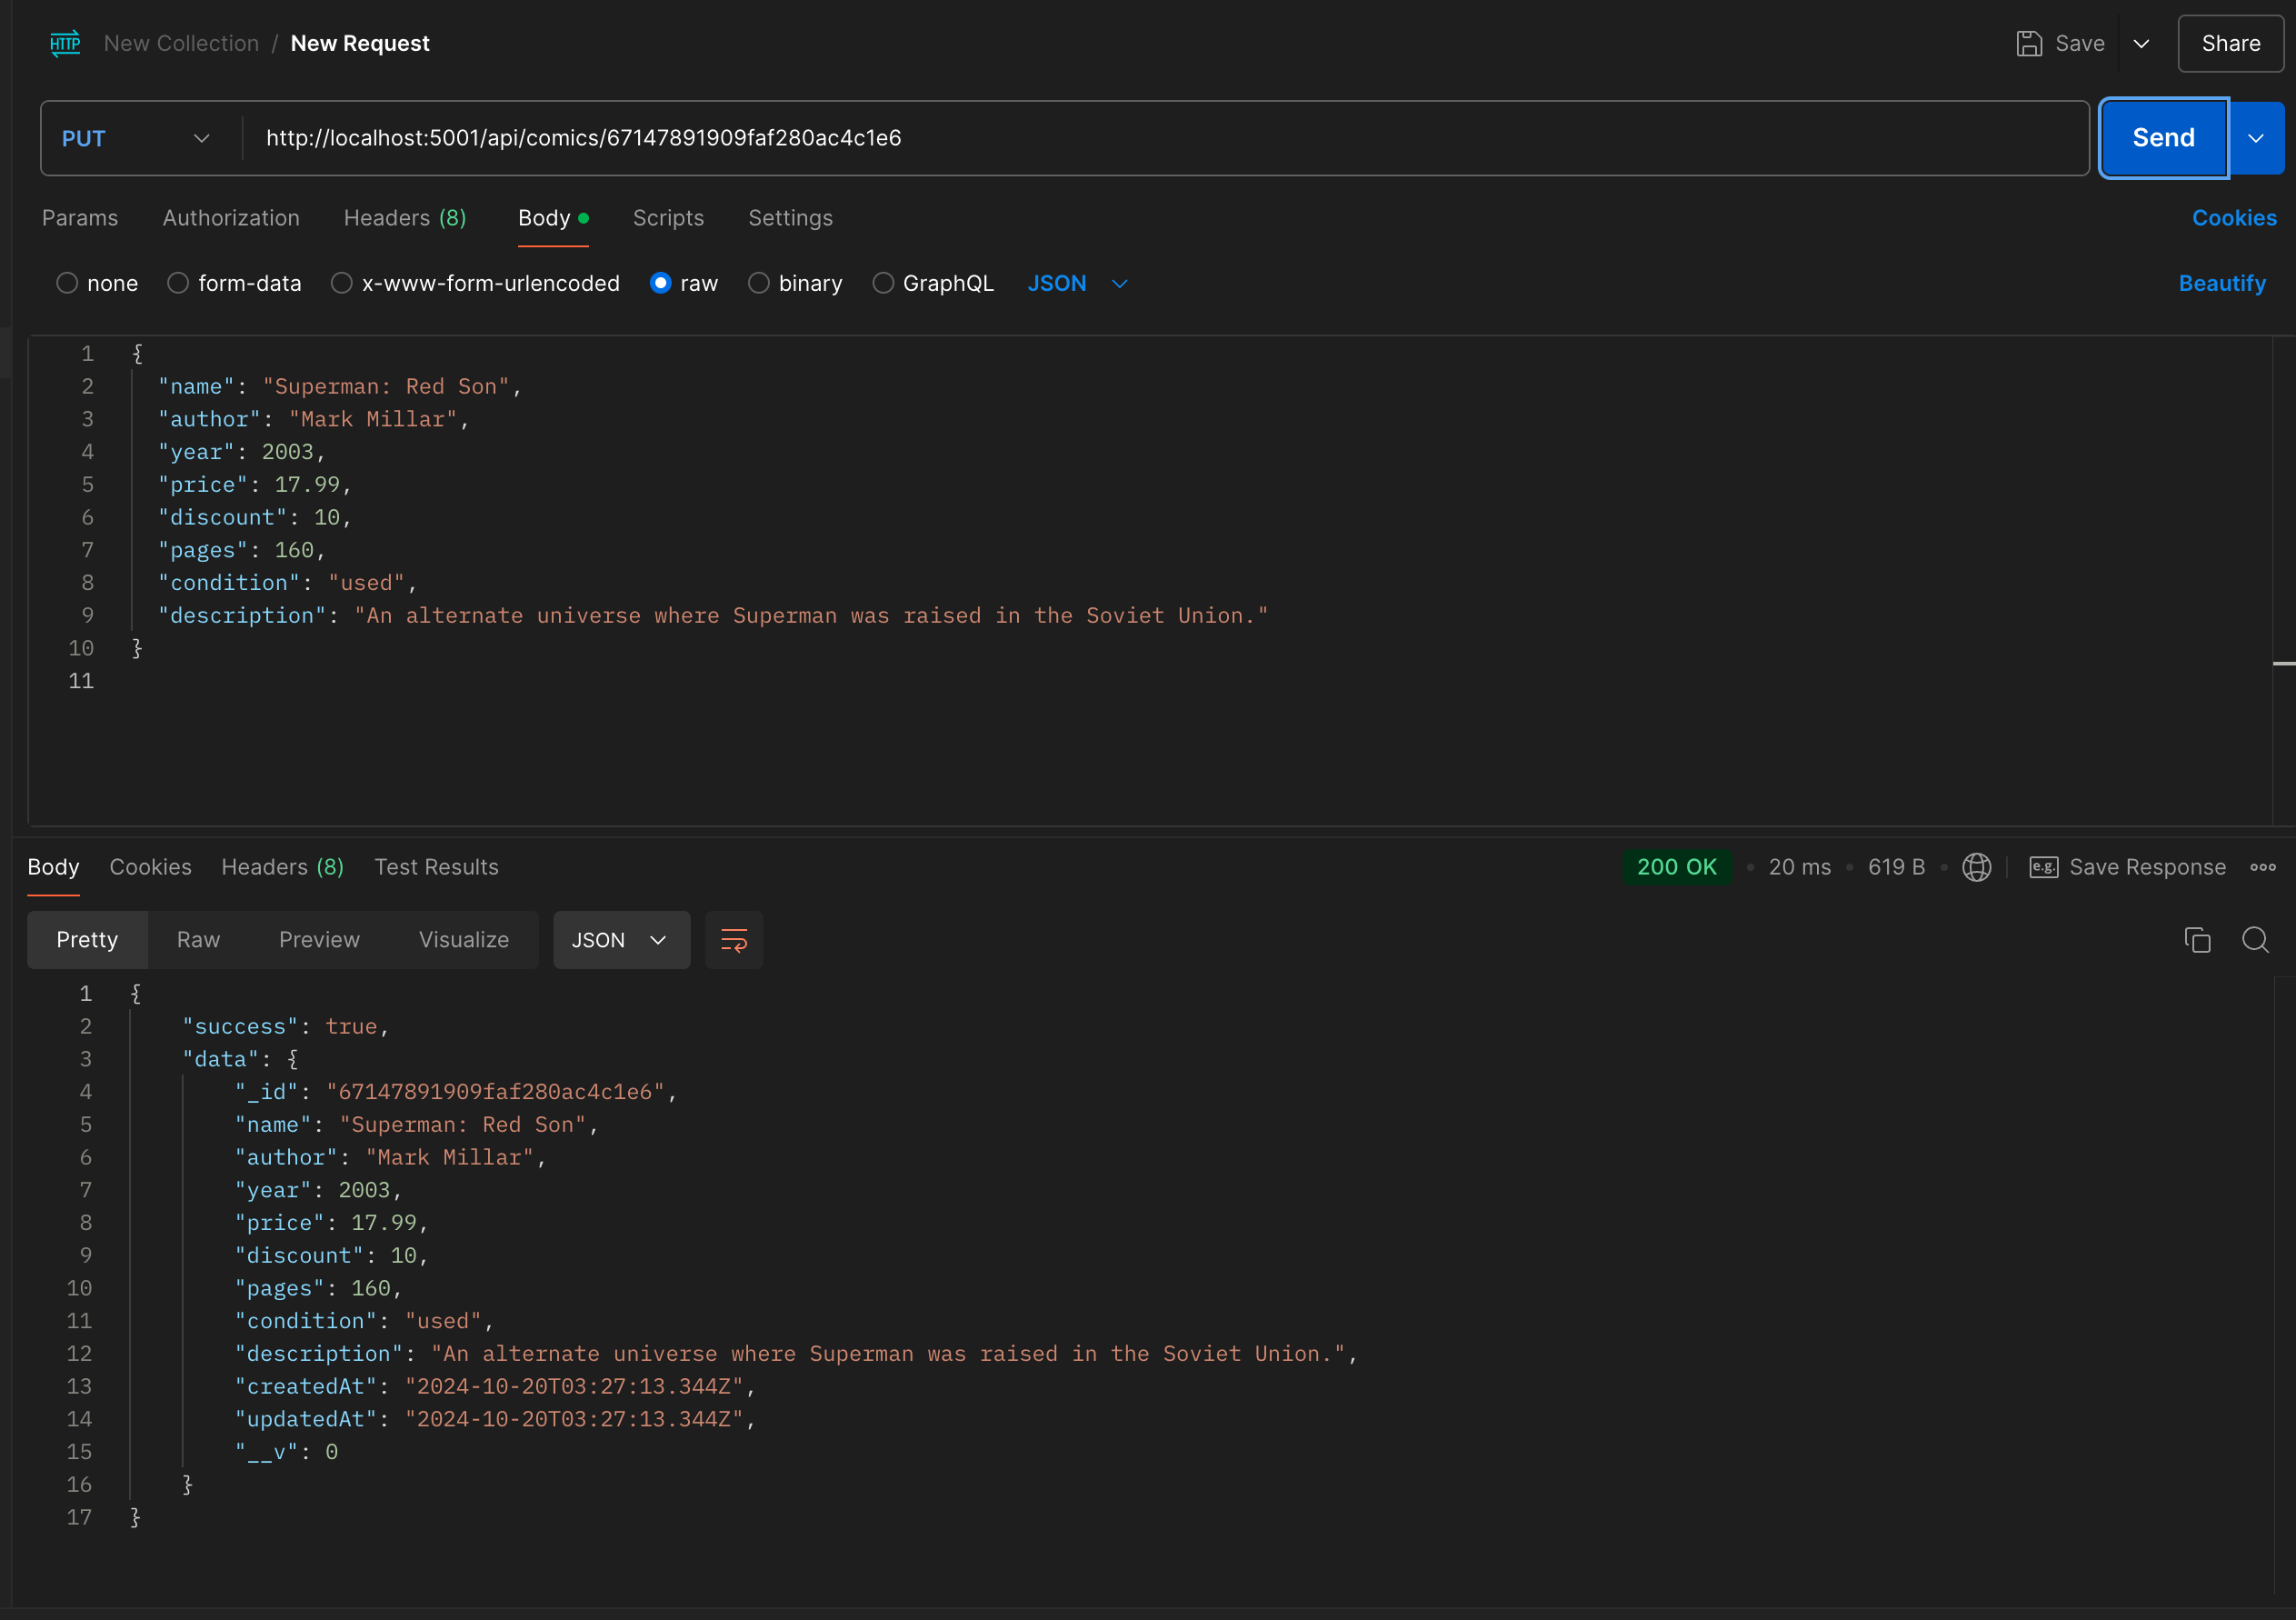 HTTP New Collection / New Request Save Share
PUT http://localhost:5001/api/comics/67147891909faf280ac4c1e6 Send
Params Authorization Headers (8) Body Scripts Settings Cookies
none form-data x-www-form-urlencoded raw binary GraphQL JSON Beautify
1 {
2 "name": "Superman: Red Son",
3 "author": "Mark Millar",
4 "year": 2003,
5 "price": 17.99,
6 "discount": 10,
7 "pages": 160,
8 "condition": "used",
9 "description": "An alternate universe where Superman was raised in the Soviet Union."
10 }
11
Body Cookies Headers (8) Test Results 200 OK • 20 ms • 619 B • e.g. Save Response
Pretty Raw Preview Visualize JSON
1 {
2 "success": true,
3 "data": {
4 "_id": "67147891909faf280ac4c1e6",
5 "name": "Superman: Red Son",
6 "author": "Mark Millar",
7 "year": 2003,
8 "price": 17.99,
9 "discount": 10,
10 "pages": 160,
11 "condition": "used",
12 "description": "An alternate universe where Superman was raised in the Soviet Union.",
13 "createdAt": "2024-10-20T03:27:13.344Z",
14 "updatedAt": "2024-10-20T03:27:13.344Z",
15 "__v": 0
16 }
17 }